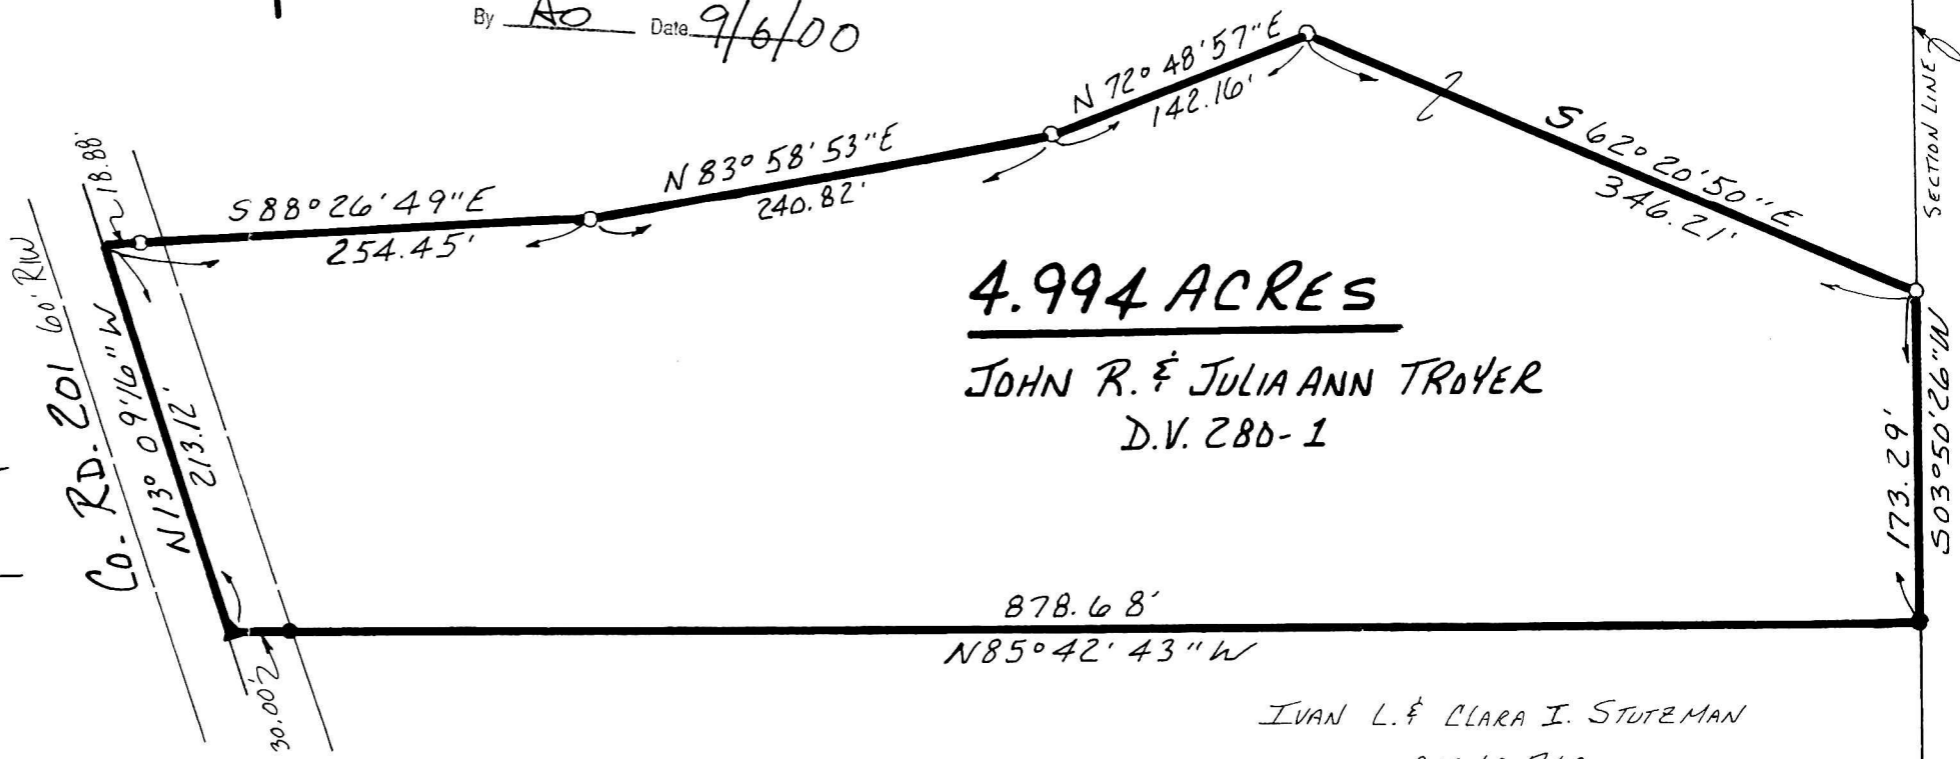 By AO Date 9/6/00
N 72° 48' 57" E
142.16'
S 62° 20' 50" E
346.21'
SECTION LINE
N 83° 58' 53" E
240.82'
18.88'
S 88° 26' 49" E
254.45'
60' R/W
Co. RD. 201
N13° 09' 16" W
213.12'
4.994 ACRES
JOHN R. & JULIA ANN TROYER
D.V. 280-1
173.29'
S03° 50' 26" W
878.68'
N85° 42' 43" W
30.00'
IVAN L. & CLARA I. STUTZMAN